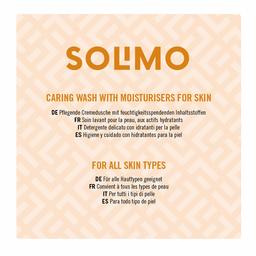 SOLIMO
CARING WASH WITH MOISTURISERS FOR SKIN
DE Pflegende Cremedusche mit feuchtigkeitsspendenden Inhaltsstoffen
FR Soin lavant pour la peau, aux actifs hydratants
IT Detergente delicato con idratanti per la pelle
ES Higiene y cuidado con hidratantes para la piel
FOR ALL SKIN TYPES
DE Für alle Hauttypen geeignet
FR Convient à tous les types de peau
IT Per tutti i tipi di pelle
ES Para todo tipo de piel